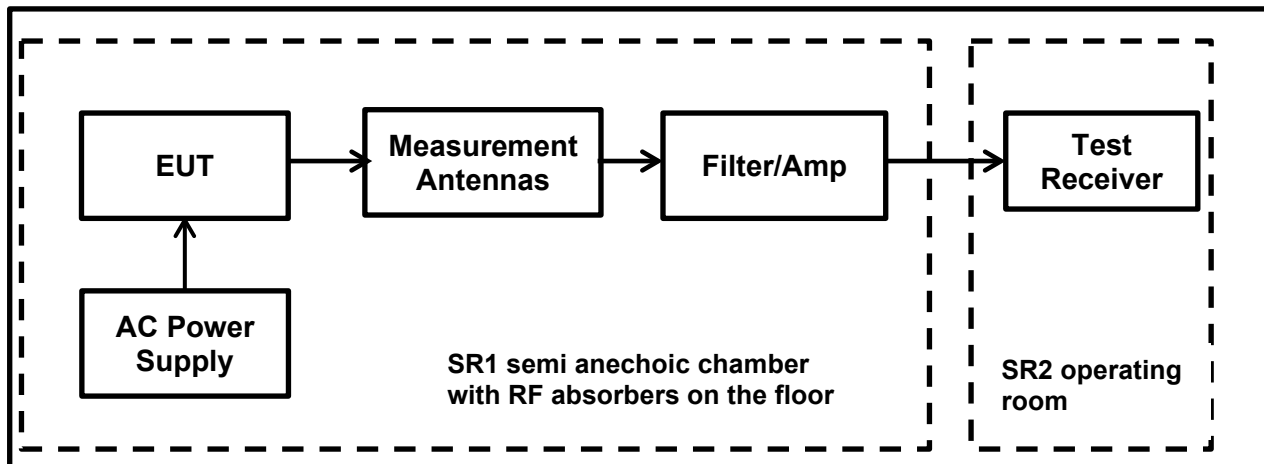 EUT
Measurement
Antennas
Filter/Amp
Test
Receiver
AC Power
Supply
SR1 semi anechoic chamber
with RF absorbers on the floor
SR2 operating
room